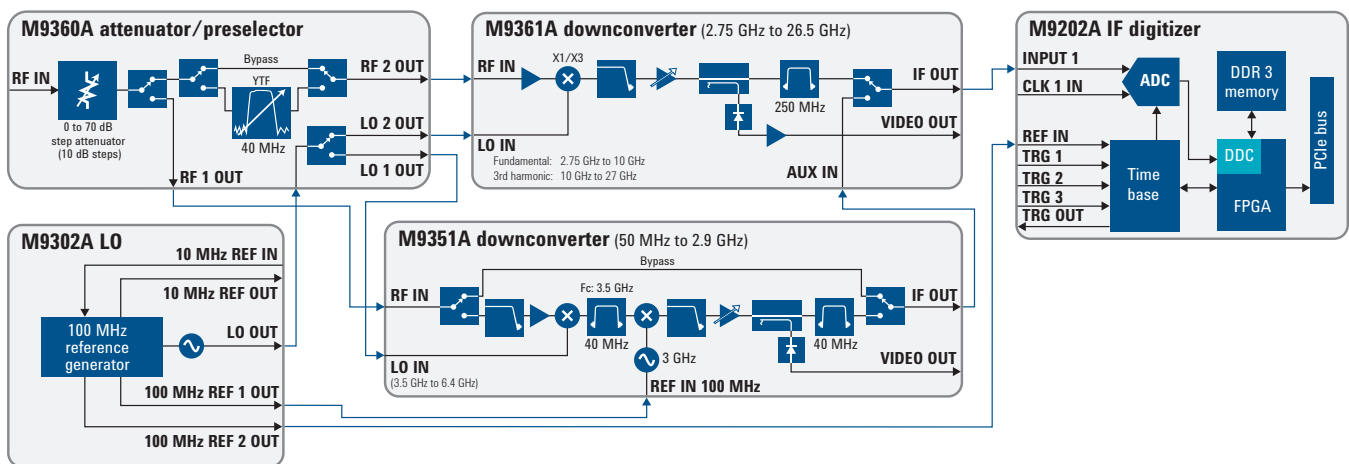 M9360A attenuator/preselector
RF IN
0 to 70 dB
step attenuator
(10 dB steps)
Bypass
YTF
40 MHz
RF 2 OUT
LO 2 OUT
LO 1 OUT
RF 1 OUT
M9361A downconverter (2.75 GHz to 26.5 GHz)
RF IN
X1/X3
LO IN
Fundamental: 2.75 GHz to 10 GHz
3rd harmonic: 10 GHz to 27 GHz
250 MHz
IF OUT
VIDEO OUT
AUX IN
M9202A IF digitizer
INPUT 1
CLK 1 IN
REF IN
TRG 1
TRG 2
TRG 3
TRG OUT
ADC
DDR 3
memory
Time
base
DDC
FPGA
PCIe bus
M9302A LO
10 MHz REF IN
10 MHz REF OUT
100 MHz
reference
generator
LO OUT
100 MHz REF 1 OUT
100 MHz REF 2 OUT
M9351A downconverter (50 MHz to 2.9 GHz)
Bypass
RF IN
Fc: 3.5 GHz
40 MHz
3 GHz
40 MHz
IF OUT
VIDEO OUT
LO IN
(3.5 GHz to 6.4 GHz)
REF IN 100 MHz